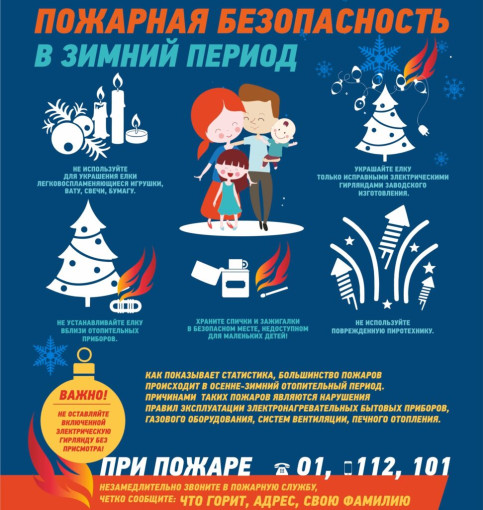 ПОЖАРНАЯ БЕЗОПАСНОСТЬ
В ЗИМНИЙ ПЕРИОД
НЕ ИСПОЛЬЗУЙТЕ
ДЛЯ УКРАШЕНИЯ ЕЛКИ
ЛЕГКОВОСПЛАМЕНЯЮЩИЕСЯ ИГРУШКИ,
ВАТУ, СВЕЧИ, БУМАГУ.
УКРАШАЙТЕ ЕЛКУ
ТОЛЬКО ИСПРАВНЫМИ ЭЛЕКТРИЧЕСКИМИ
ГИРЛЯНДАМИ ЗАВОДСКОГО
ИЗГОТОВЛЕНИЯ.
НЕ УСТАНАВЛИВАЙТЕ ЕЛКУ
ВБЛИЗИ ОТОПИТЕЛЬНЫХ
ПРИБОРОВ.
ХРАНИТЕ СПИЧКИ И ЗАЖИГАЛКИ
В БЕЗОПАСНОМ МЕСТЕ, НЕДОСТУПНОМ
ДЛЯ МАЛЕНЬКИХ ДЕТЕЙ!
НЕ ИСПОЛЬЗУЙТЕ
ПОВРЕЖДЕННУЮ ПИРОТЕХНИКУ.
ВАЖНО!
НЕ ОСТАВЛЯЙТЕ
ВКЛЮЧЕННОЙ
ЭЛЕКТРИЧЕСКУЮ
ГИРЛЯНДУ БЕЗ
ПРИСМОТРА!
КАК ПОКАЗЫВАЕТ СТАТИСТИКА, БОЛЬШИНСТВО ПОЖАРОВ
ПРОИСХОДИТ В ОСЕННЕ-ЗИМНИЙ ОТОПИТЕЛЬНЫЙ ПЕРИОД.
ПРИЧИНАМИ ТАКИХ ПОЖАРОВ ЯВЛЯЮТСЯ НАРУШЕНИЯ
ПРАВИЛ ЭКСПЛУАТАЦИИ ЭЛЕКТРОНАГРЕВАТЕЛЬНЫХ БЫТОВЫХ ПРИБОРОВ,
ГАЗОВОГО ОБОРУДОВАНИЯ, СИСТЕМ ВЕНТИЛЯЦИИ, ПЕЧНОГО ОТОПЛЕНИЯ.
ПРИ ПОЖАРЕ 01, 112, 101
НЕЗАМЕДЛИТЕЛЬНО ЗВОНИТЕ В ПОЖАРНУЮ СЛУЖБУ,
ЧЕТКО СООБЩИТЕ: ЧТО ГОРИТ, АДРЕС, СВОЮ ФАМИЛИЮ